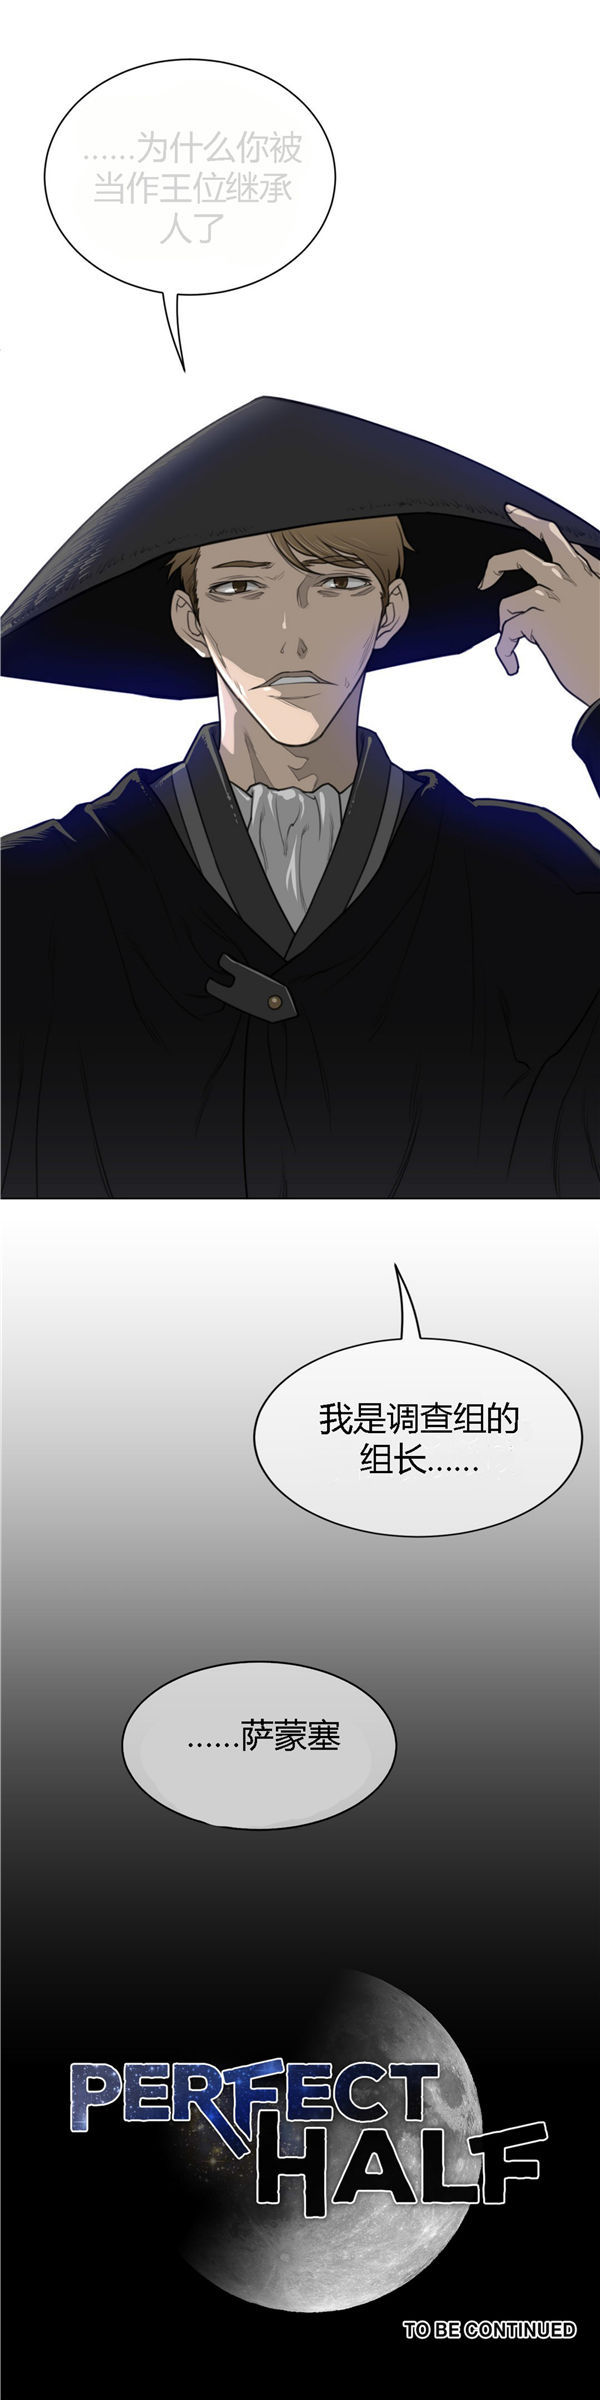 ……为什么你被
当作王位继承
人了
我是调查组的
组长……
……萨蒙塞
PERFECT
HALF
TO BE CONTINUED